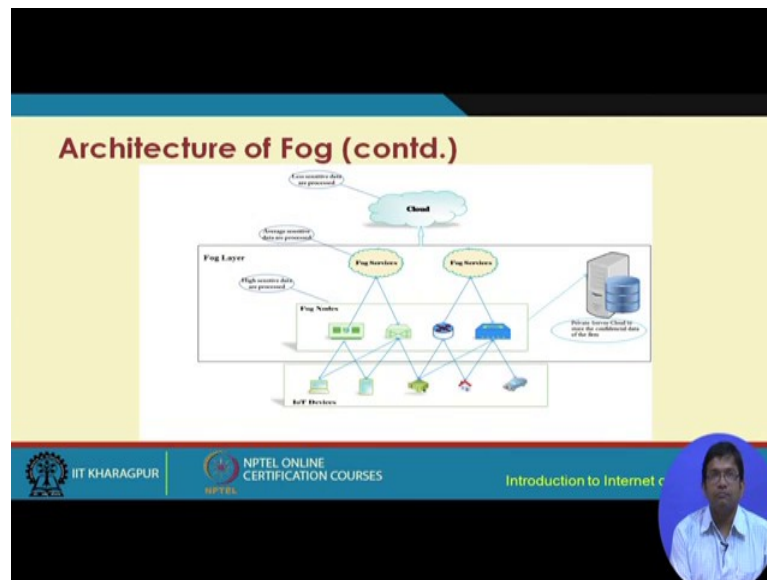 Architecture of Fog (contd.)
Less sensitive data
are processed
Cloud
Average sensitive
data are processed
Fog Layer
Fog Services
Fog Services
High sensitive data
are processed
Fog Nodes
Private Server Cloud to
store the confidencial data
of the firm
IoT Devices
IIT KHARAGPUR
NPTEL
NPTEL ONLINE
CERTIFICATION COURSES
Introduction to Internet o